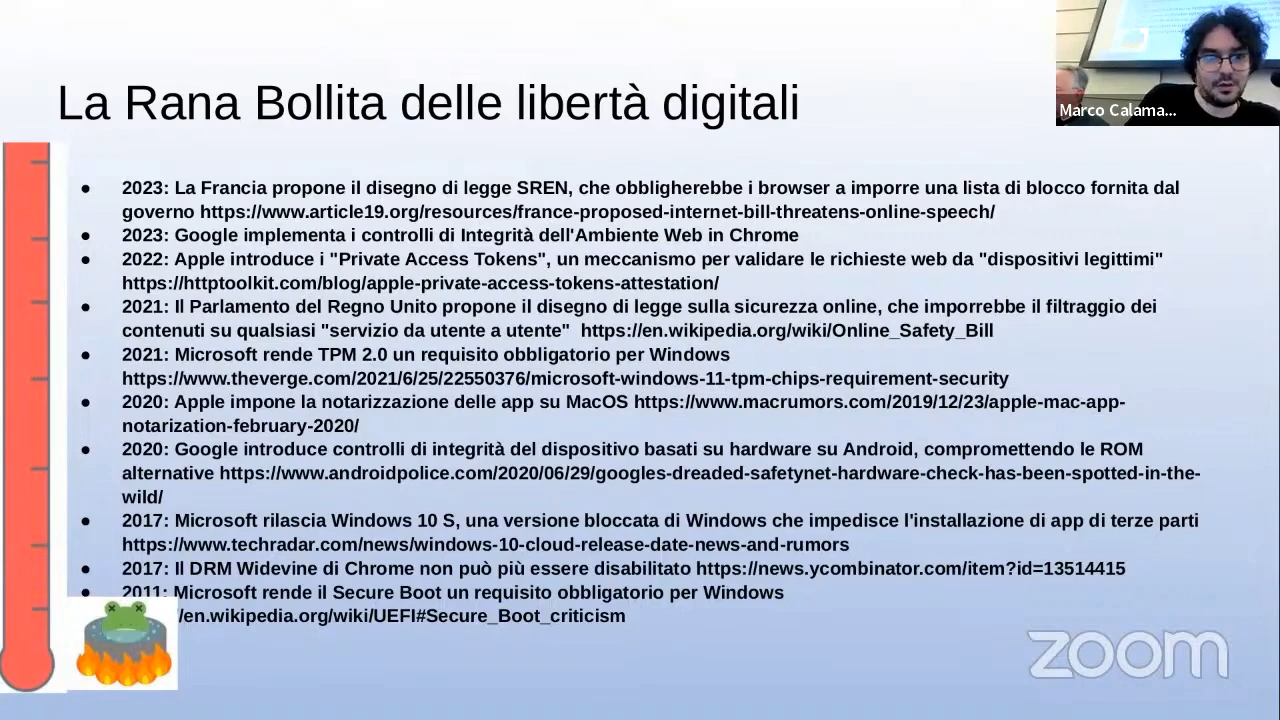 La Rana Bollita delle libertà digitali
Marco Calama...
● 2023: La Francia propone il disegno di legge SREN, che obbligherebbe i browser a imporre una lista di blocco fornita dal
governo https://www.article19.org/resources/france-proposed-internet-bill-threatens-online-speech/
● 2023: Google implementa i controlli di Integrità dell'Ambiente Web in Chrome
● 2022: Apple introduce i "Private Access Tokens", un meccanismo per validare le richieste web da "dispositivi legittimi"
https://httptoolkit.com/blog/apple-private-access-tokens-attestation/
● 2021: Il Parlamento del Regno Unito propone il disegno di legge sulla sicurezza online, che imporrebbe il filtraggio dei
contenuti su qualsiasi "servizio da utente a utente" https://en.wikipedia.org/wiki/Online_Safety_Bill
● 2021: Microsoft rende TPM 2.0 un requisito obbligatorio per Windows
https://www.theverge.com/2021/6/25/22550376/microsoft-windows-11-tpm-chips-requirement-security
● 2020: Apple impone la notarizzazione delle app su MacOS https://www.macrumors.com/2019/12/23/apple-mac-app-
notarization-february-2020/
● 2020: Google introduce controlli di integrità del dispositivo basati su hardware su Android, compromettendo le ROM
alternative https://www.androidpolice.com/2020/06/29/googles-dreaded-safetynet-hardware-check-has-been-spotted-in-the-
wild/
● 2017: Microsoft rilascia Windows 10 S, una versione bloccata di Windows che impedisce l'installazione di app di terze parti
https://www.techradar.com/news/windows-10-cloud-release-date-news-and-rumors
● 2017: Il DRM Widevine di Chrome non può più essere disabilitato https://news.ycombinator.com/item?id=13514415
● 2011: Microsoft rende il Secure Boot un requisito obbligatorio per Windows
//en.wikipedia.org/wiki/UEFI#Secure_Boot_criticism
zoom